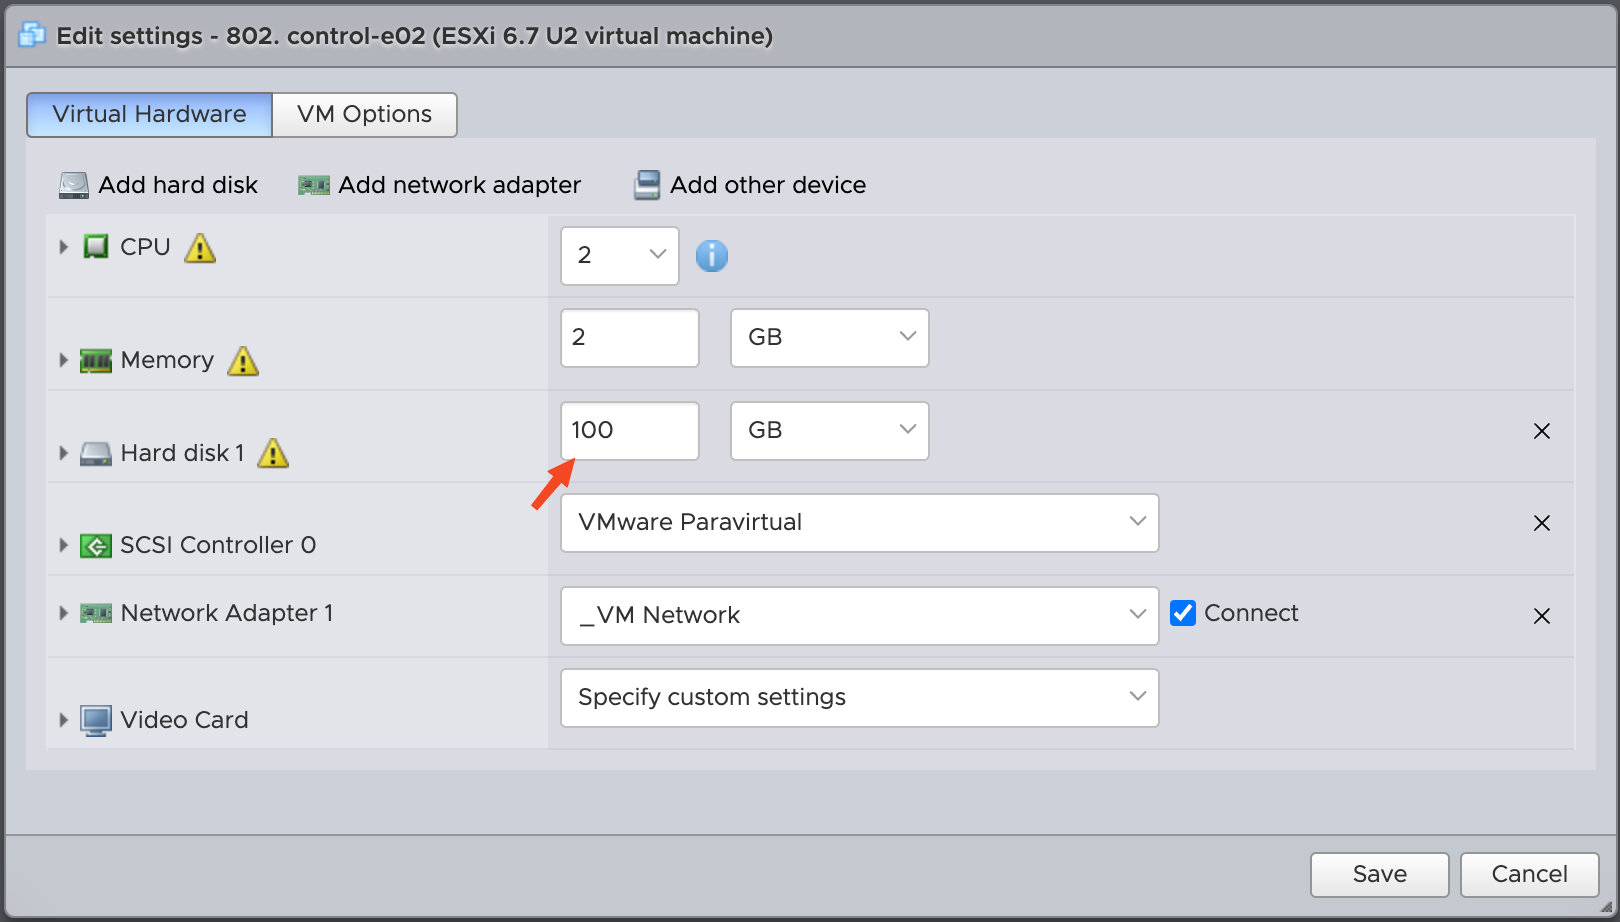 Edit settings - 802. control-e02 (ESXi 6.7 U2 virtual machine)
Virtual Hardware
VM Options
Add hard disk
Add network adapter
Add other device
CPU
2
Memory
2
GB
Hard disk 1
100
GB
SCSI Controller 0
VMware Paravirtual
Network Adapter 1
_VM Network
Connect
Video Card
Specify custom settings
Save
Cancel